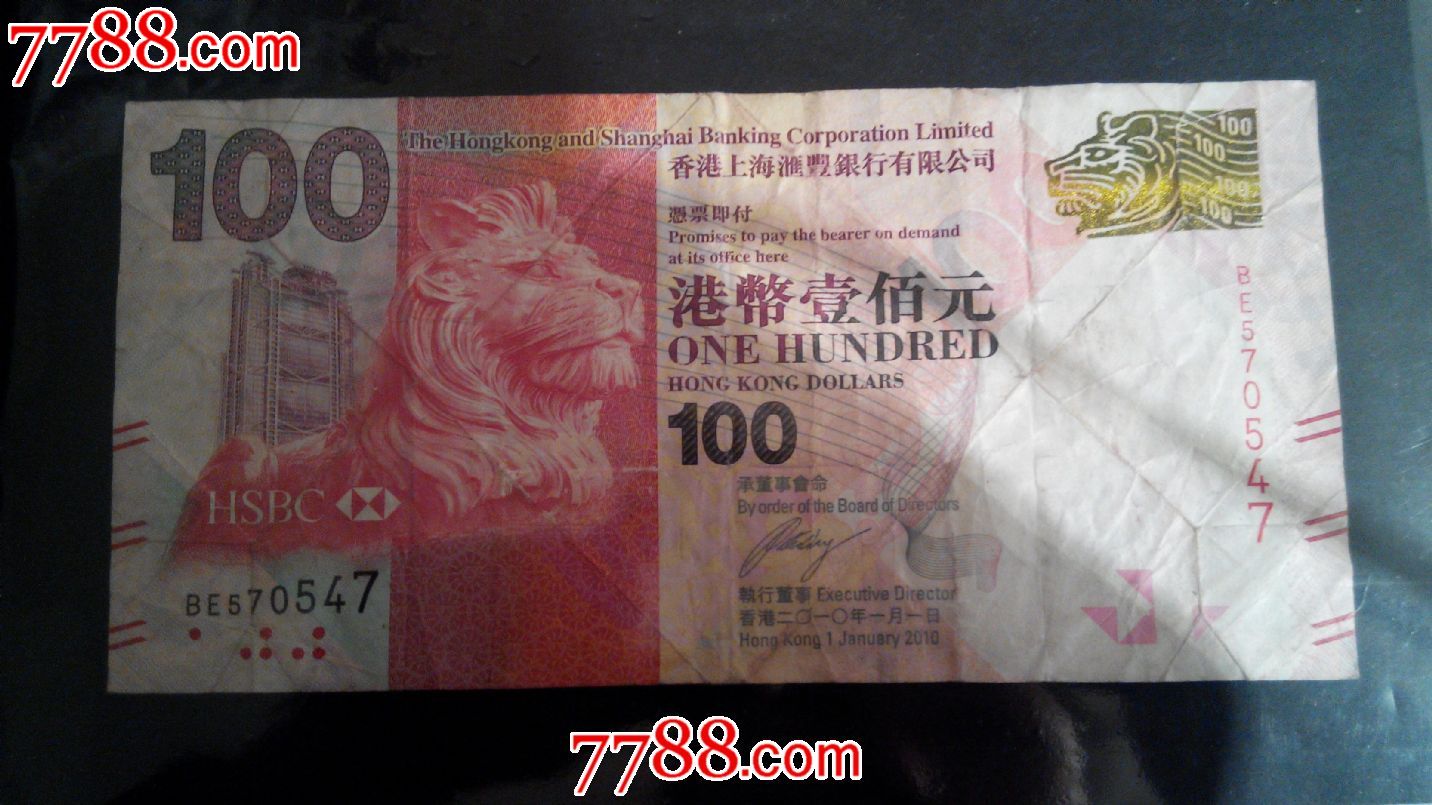 7788.com
100
The Hongkong and Shanghai Banking Corporation Limited
香港上海滙豐銀行有限公司
100
100
100
100
憑票即付
Promises to pay the bearer on demand
at its office here
港幣壹佰元
ONE HUNDRED
HONG KONG DOLLARS
100
BE570547
HSBC
承董事會命
By order of the Board of Directors
BE570547
執行董事 Executive Director
香港二〇一〇年一月一日
Hong Kong 1 January 2010
7788.com